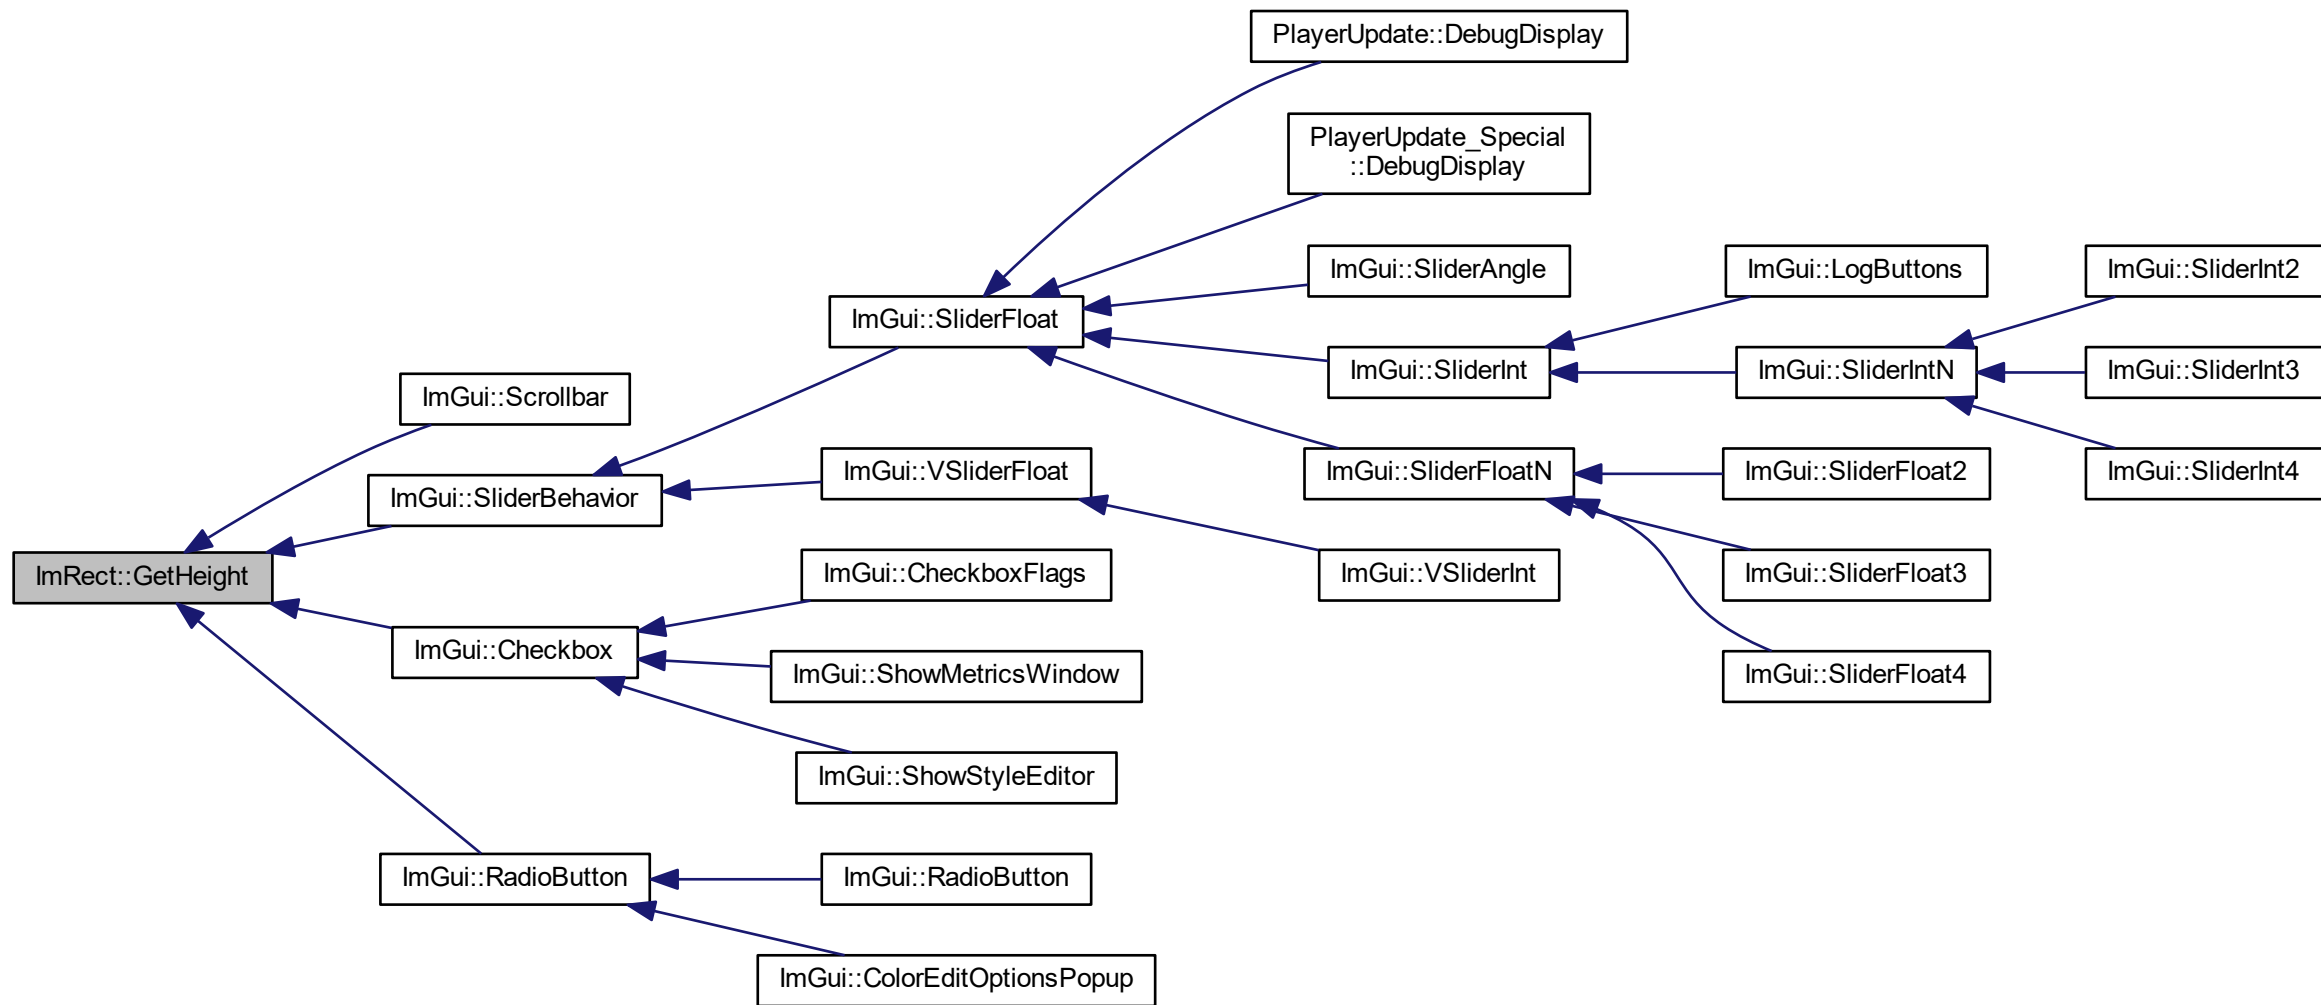 PlayerUpdate::DebugDisplay
PlayerUpdate_Special
::DebugDisplay
ImGui::SliderAngle
ImGui::LogButtons
ImGui::SliderInt2
ImGui::SliderFloat
ImGui::SliderInt
ImGui::SliderIntN
ImGui::SliderInt3
ImGui::Scrollbar
ImGui::VSliderFloat
ImGui::SliderFloatN
ImGui::SliderFloat2
ImGui::SliderInt4
ImGui::SliderBehavior
ImRect::GetHeight
ImGui::CheckboxFlags
ImGui::VSliderInt
ImGui::SliderFloat3
ImGui::Checkbox
ImGui::ShowMetricsWindow
ImGui::SliderFloat4
ImGui::ShowStyleEditor
ImGui::RadioButton
ImGui::RadioButton
ImGui::ColorEditOptionsPopup